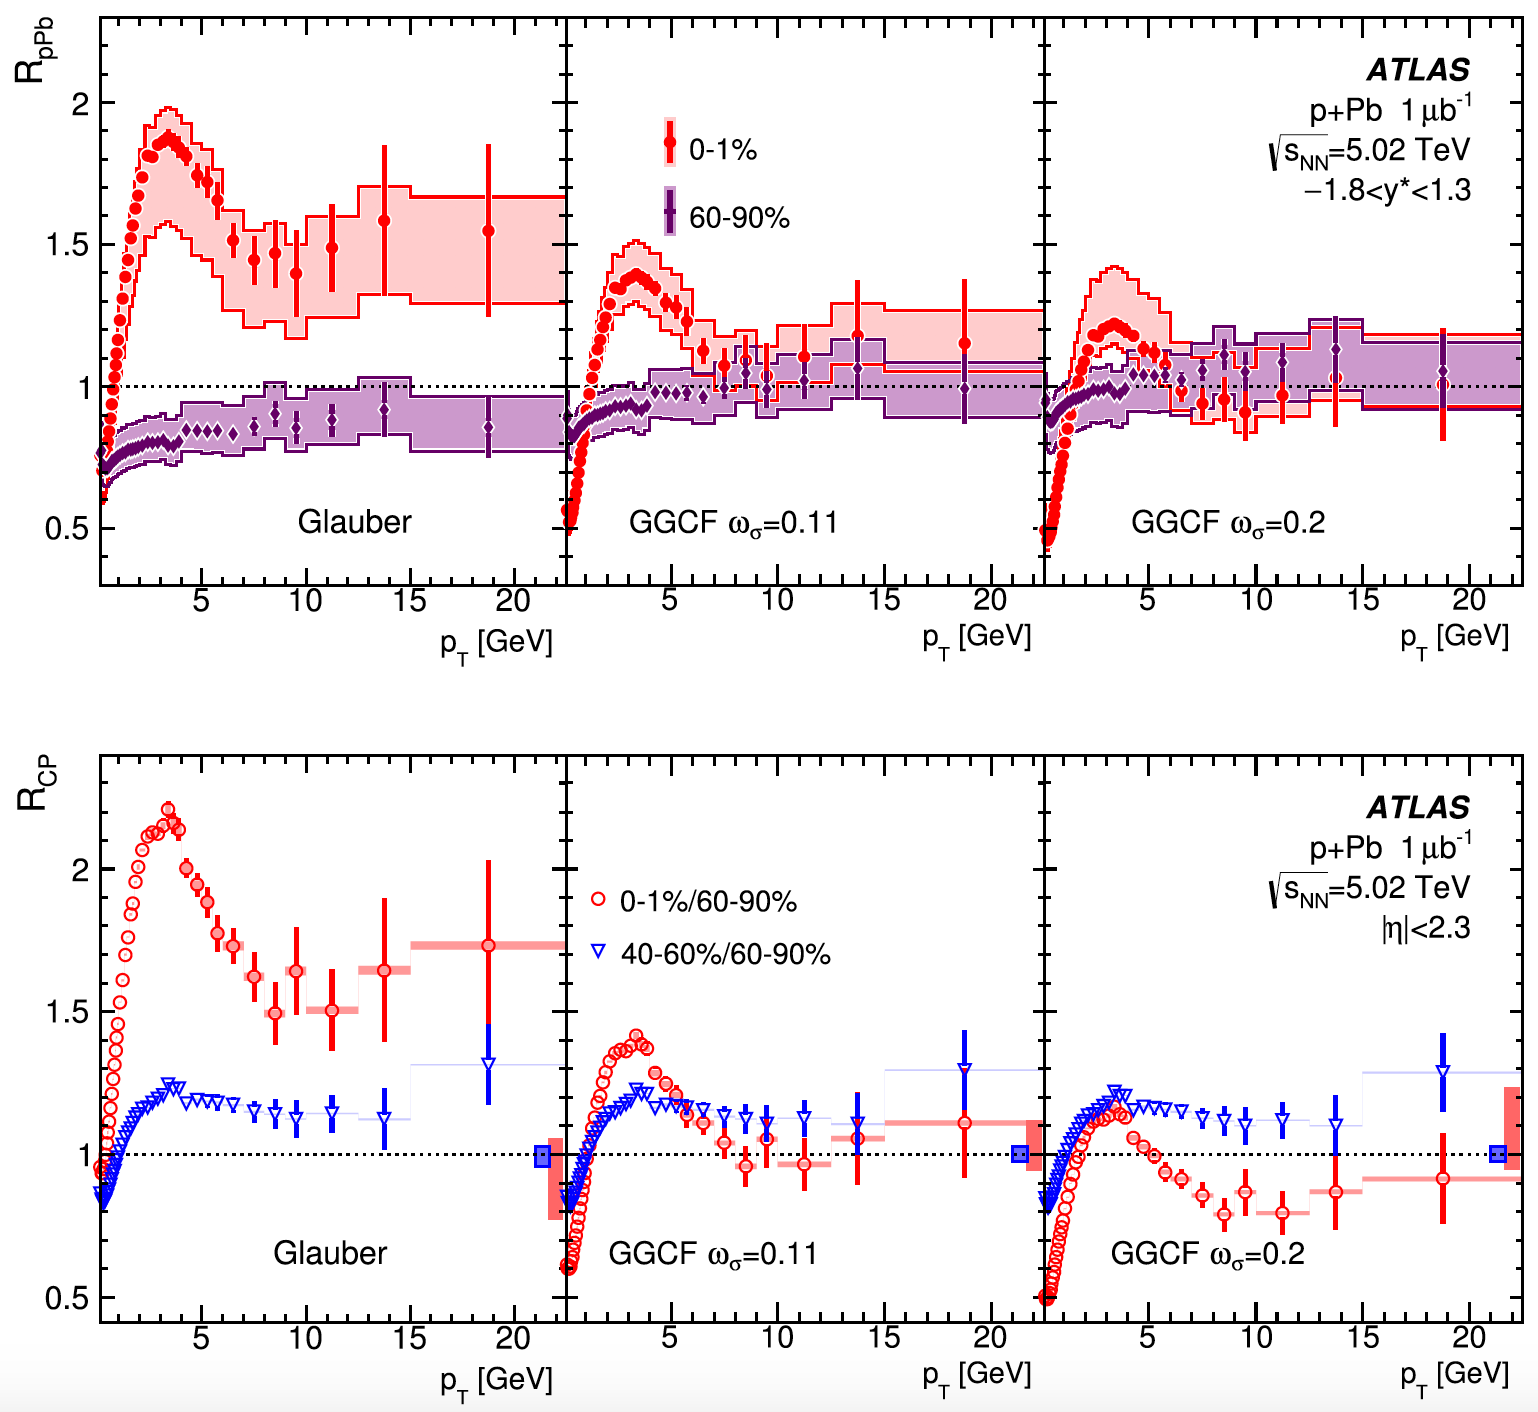 R_pPb
2
1.5
1
0.5
ATLAS
p+Pb 1 μb⁻¹
√s_NN=5.02 TeV
−1.8<y*<1.3
0-1%
60-90%
Glauber
GGCF ω_σ=0.11
GGCF ω_σ=0.2
5 10 15 20 5 10 15 20 5 10 15 20
p_T [GeV] p_T [GeV] p_T [GeV]
R_CP
2
1.5
1
0.5
ATLAS
p+Pb 1 μb⁻¹
√s_NN=5.02 TeV
|η|<2.3
0-1%/60-90%
40-60%/60-90%
Glauber
GGCF ω_σ=0.11
GGCF ω_σ=0.2
5 10 15 20 5 10 15 20 5 10 15 20
p_T [GeV] p_T [GeV] p_T [GeV]